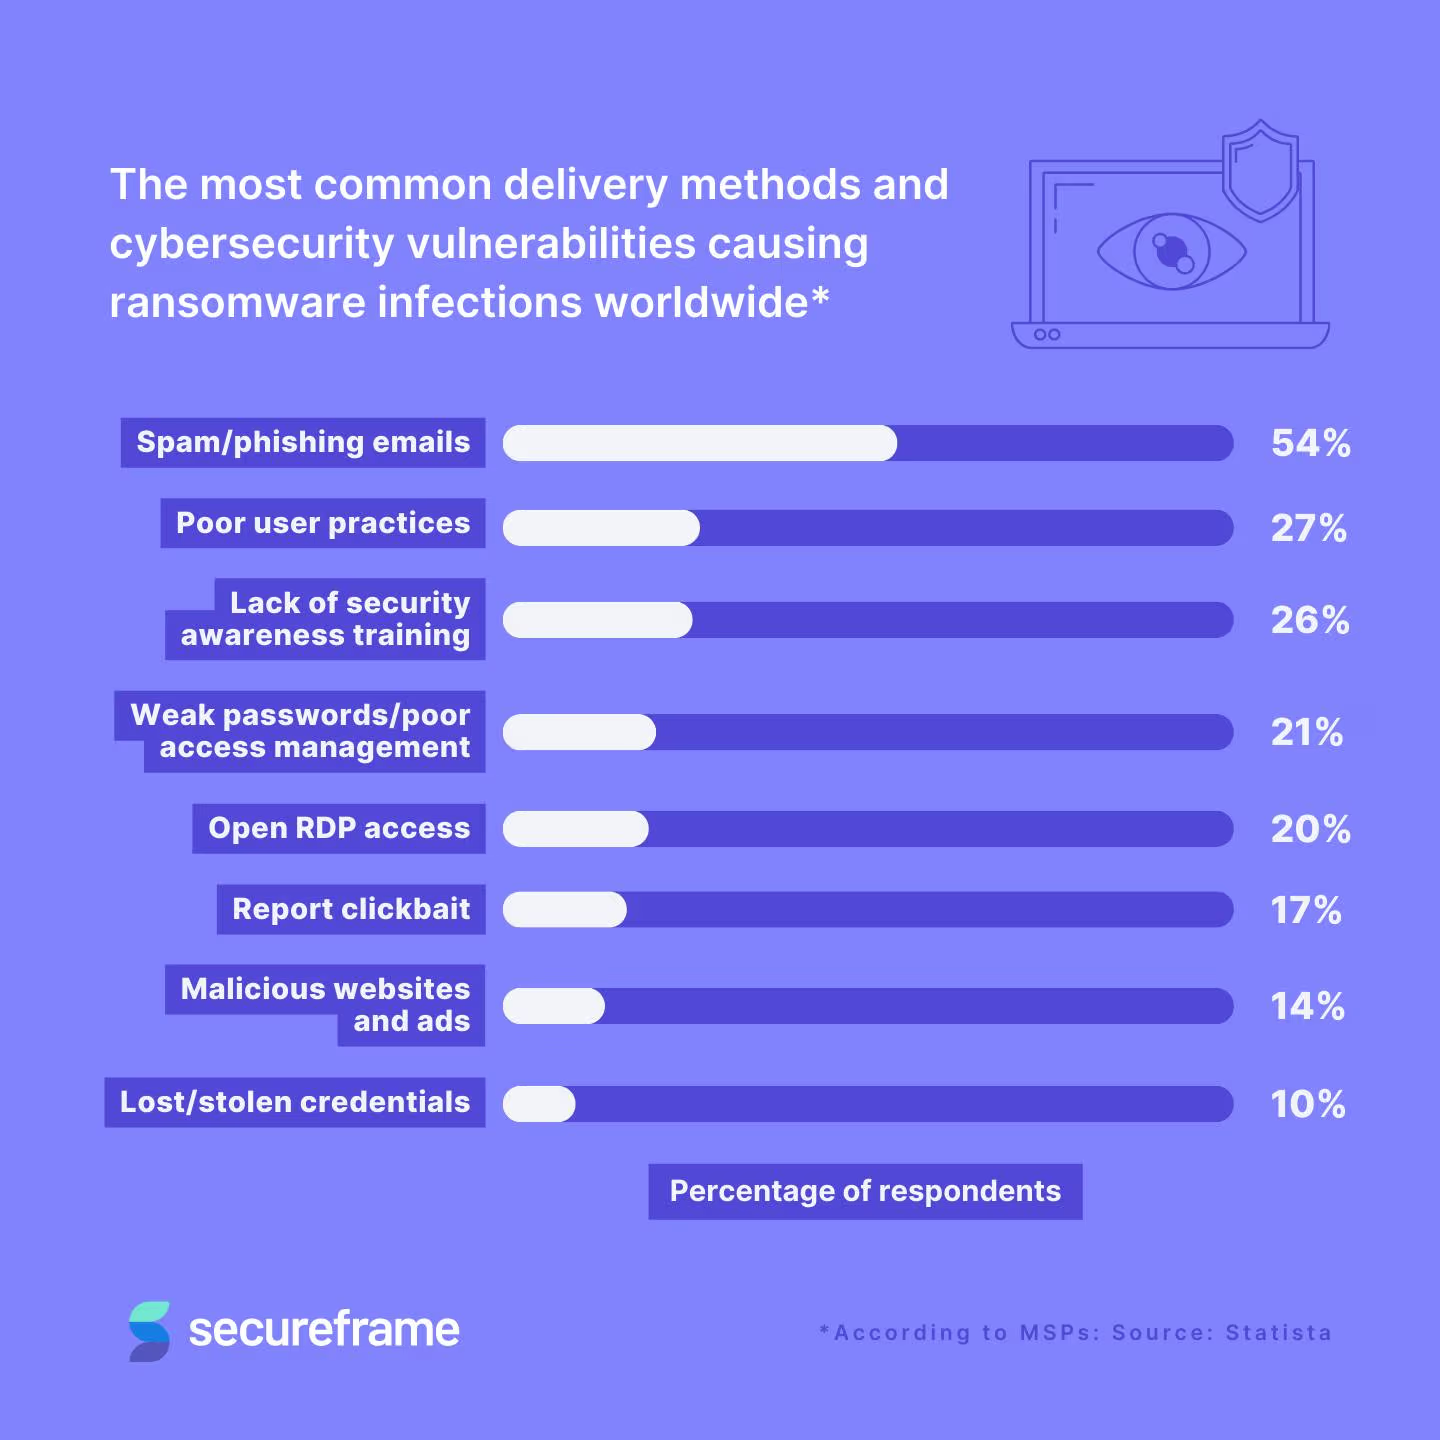 The most common delivery methods and
cybersecurity vulnerabilities causing
ransomware infections worldwide*
Spam/phishing emails 54%
Poor user practices 27%
Lack of security
awareness training 26%
Weak passwords/poor
access management 21%
Open RDP access 20%
Report clickbait 17%
Malicious websites
and ads 14%
Lost/stolen credentials 10%
Percentage of respondents
secureframe
*According to MSPs: Source: Statista